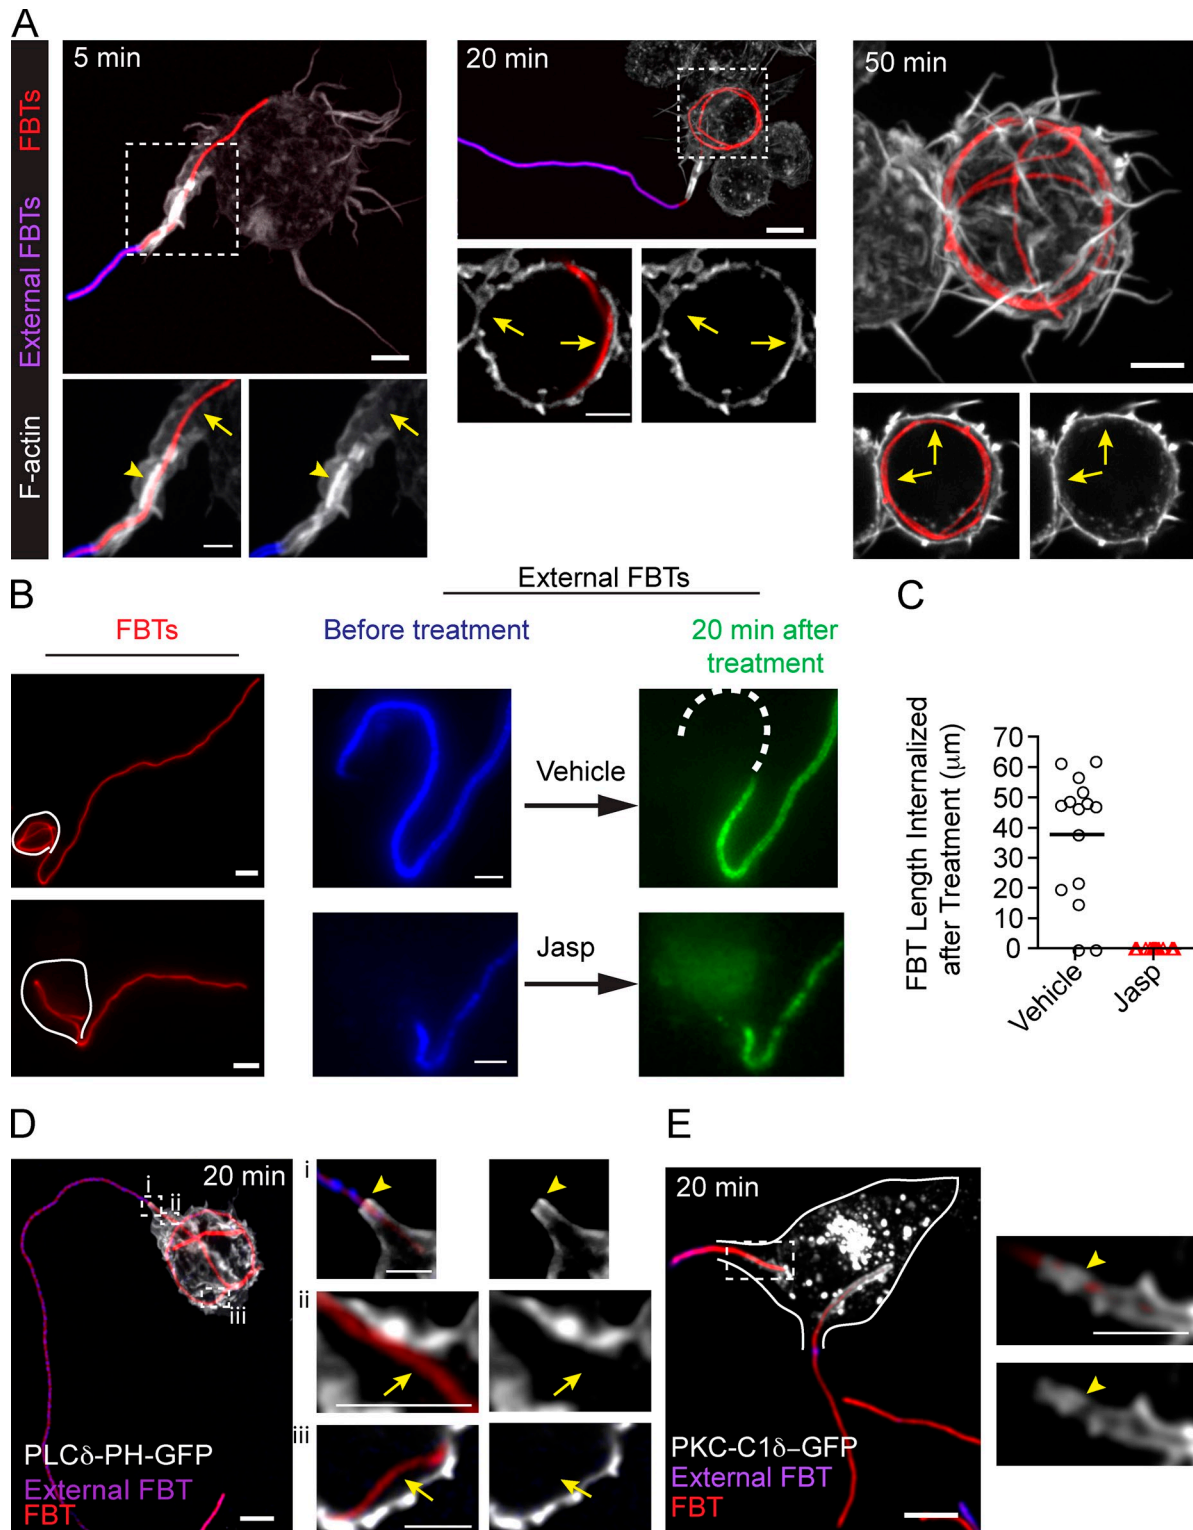 A
5 min
20 min
50 min
F-actin External FBTs FBTs
B
External FBTs
C
FBTs
Before treatment
20 min after
treatment
Vehicle
Jasp
FBT Length Internalized
after Treatment (μm)
70
60
50
40
30
20
10
0
Vehicle
Jasp
D
E
20 min
i
ii
iii
PLCδ-PH-GFP
External FBT
FBT
i
ii
iii
20 min
PKC-C1δ–GFP
External FBT
FBT